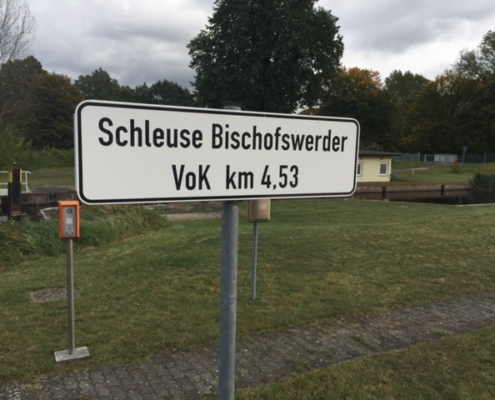 Schleuse Bischofswerder
VoK km 4,53